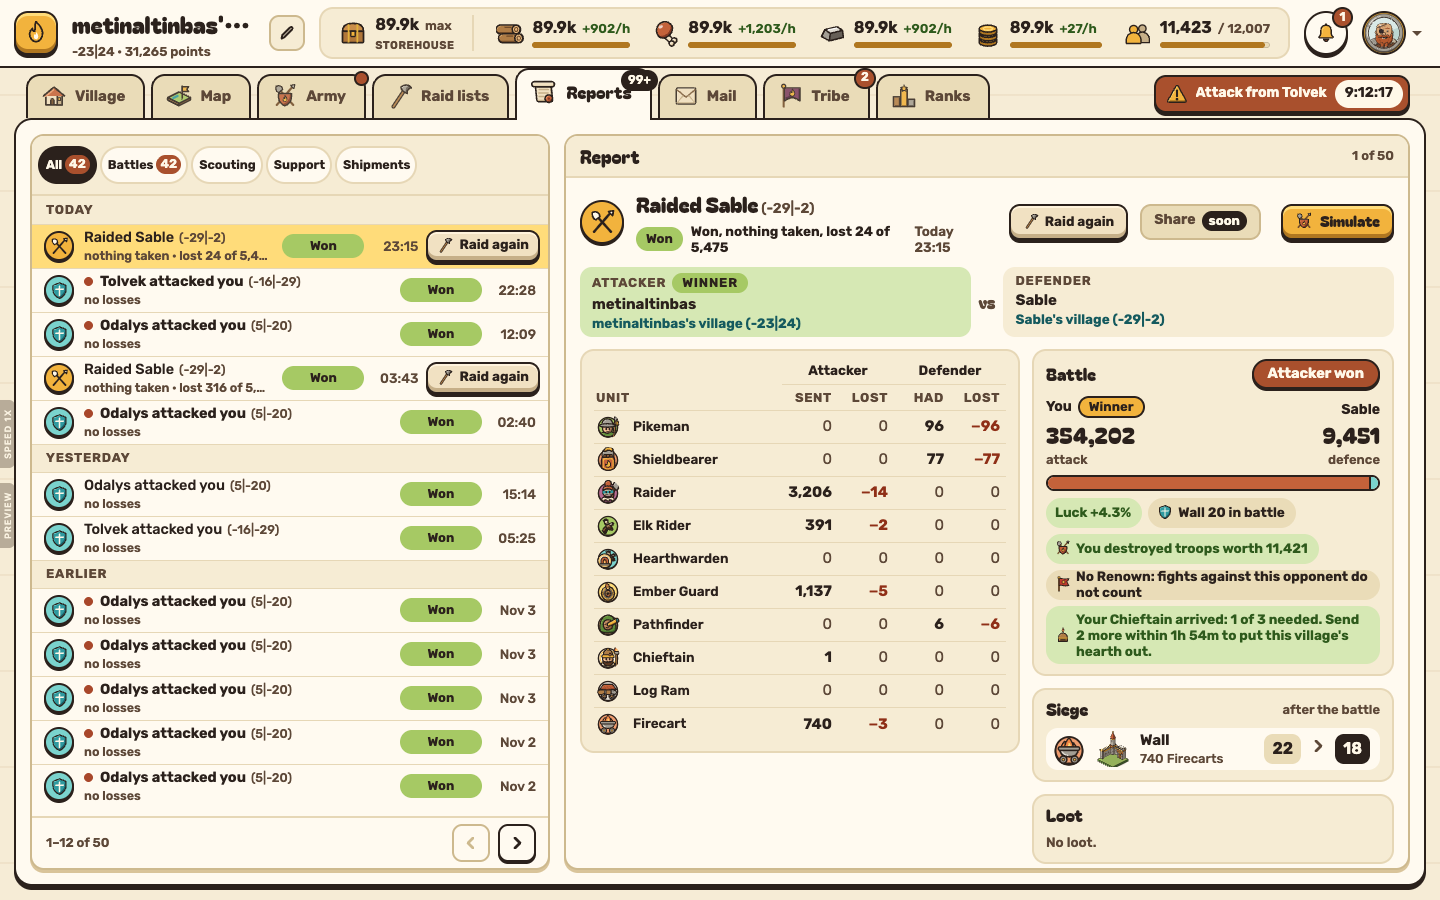 metinaltinbas'···
-23|24 · 31,265 points
89.9k max
STOREHOUSE
89.9k +902/h
89.9k +1,203/h
89.9k +902/h
89.9k +27/h
11,423 / 12,007
1
Village
Map
Army
Raid lists
Reports
99+
Mail
Tribe
2
Ranks
Attack from Tolvek 9:12:17
All 42
Battles 42
Scouting
Support
Shipments
TODAY
Raided Sable (-29|-2)
nothing taken · lost 24 of 5,4...
Won
23:15
Raid again
Tolvek attacked you (-16|-29)
no losses
Won
22:28
Odalys attacked you (5|-20)
no losses
Won
12:09
Raided Sable (-29|-2)
nothing taken · lost 316 of 5,...
Won
03:43
Raid again
Odalys attacked you (5|-20)
no losses
Won
02:40
YESTERDAY
Odalys attacked you (5|-20)
no losses
Won
15:14
Tolvek attacked you (-16|-29)
no losses
Won
05:25
EARLIER
Odalys attacked you (5|-20)
no losses
Won
Nov 3
Odalys attacked you (5|-20)
no losses
Won
Nov 3
Odalys attacked you (5|-20)
no losses
Won
Nov 3
Odalys attacked you (5|-20)
no losses
Won
Nov 2
Odalys attacked you (5|-20)
no losses
Won
Nov 2
1–12 of 50
SPEED 1X
PREVIEW
Report
1 of 50
Raided Sable (-29|-2)
Won
Won, nothing taken, lost 24 of
5,475
Today
23:15
Raid again
Share soon
Simulate
ATTACKER WINNER
metinaltinbas
metinaltinbas's village (-23|24)
vs
DEFENDER
Sable
Sable's village (-29|-2)
Attacker Defender
UNIT SENT LOST HAD LOST
Pikeman 0 0 96 −96
Shieldbearer 0 0 77 −77
Raider 3,206 −14 0 0
Elk Rider 391 −2 0 0
Hearthwarden 0 0 0 0
Ember Guard 1,137 −5 0 0
Pathfinder 0 0 6 −6
Chieftain 1 0 0 0
Log Ram 0 0 0 0
Firecart 740 −3 0 0
Battle
Attacker won
You Winner
Sable
354,202
9,451
attack
defence
Luck +4.3%
Wall 20 in battle
You destroyed troops worth 11,421
No Renown: fights against this opponent do
not count
Your Chieftain arrived: 1 of 3 needed. Send
2 more within 1h 54m to put this village's
hearth out.
Siege
after the battle
Wall
740 Firecarts
22
18
Loot
No loot.